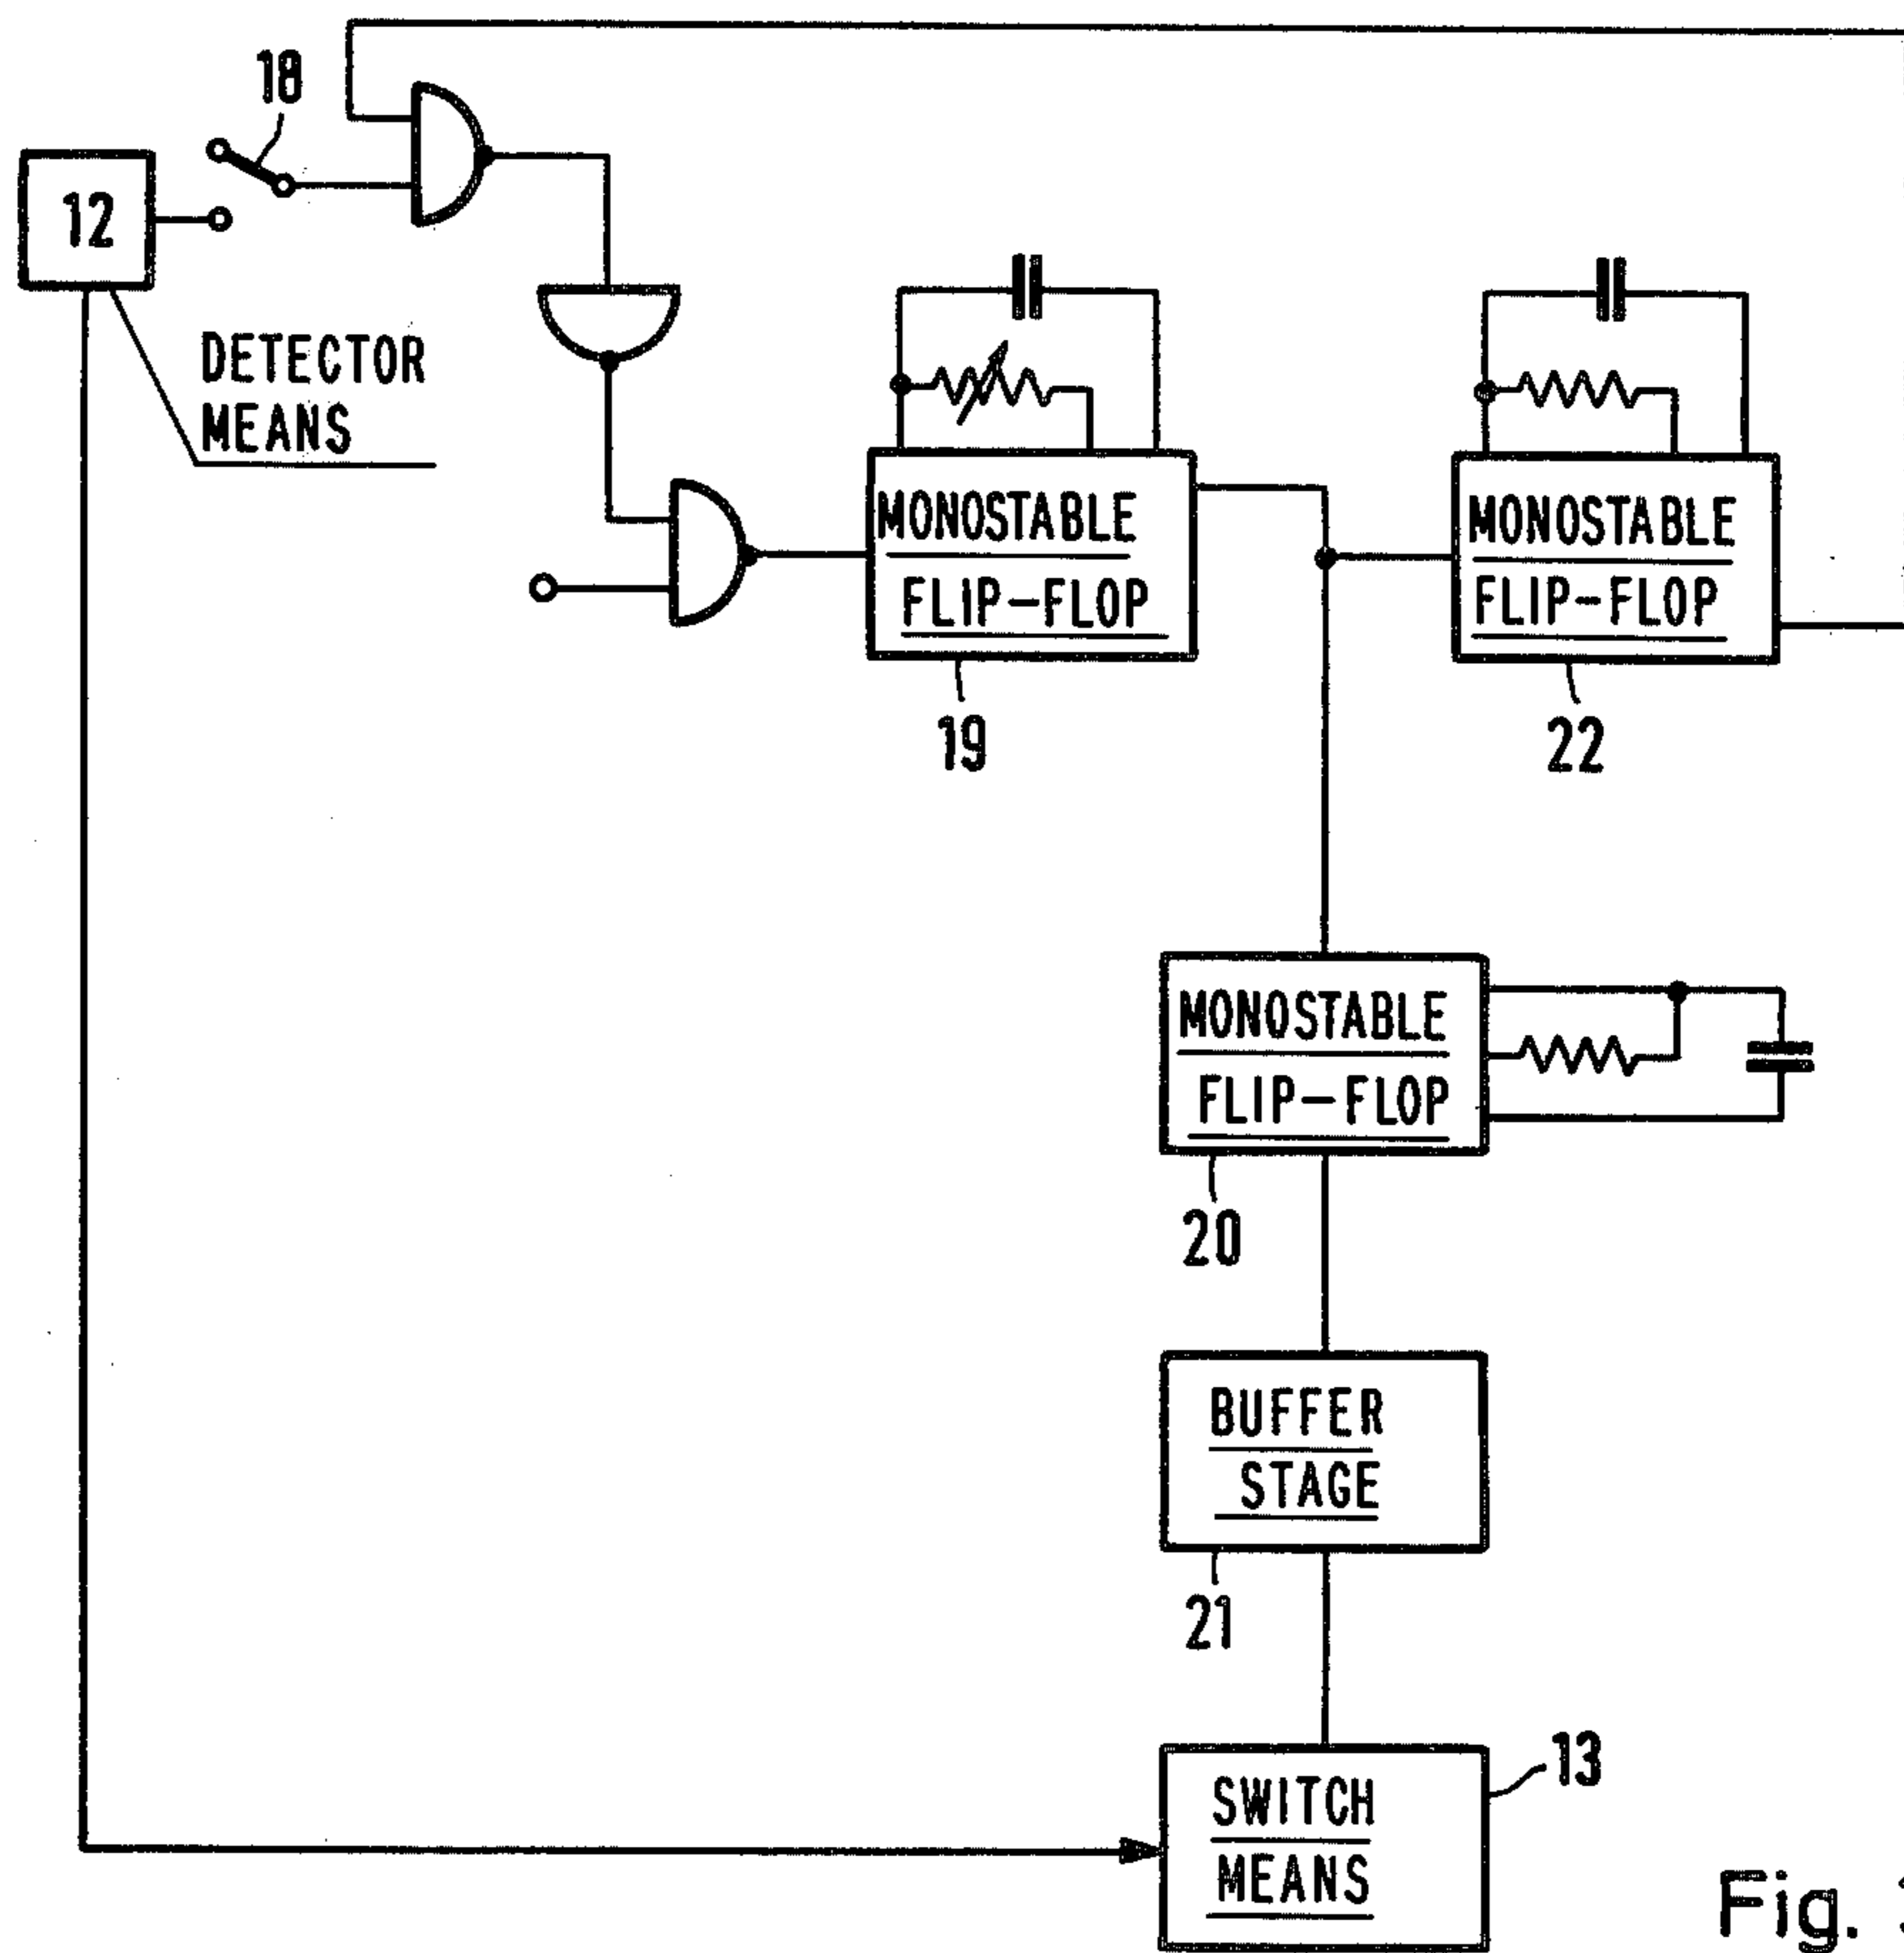 18
12
DETECTOR
MEANS
MONOSTABLE
FLIP-FLOP
19
MONOSTABLE
FLIP-FLOP
22
MONOSTABLE
FLIP-FLOP
20
BUFFER
STAGE
21
SWITCH
MEANS
13
Fig.